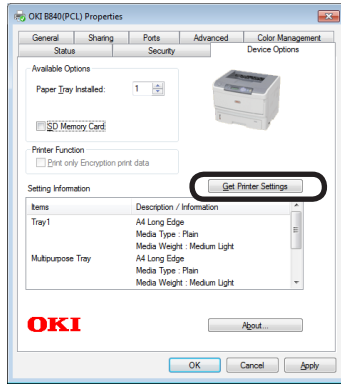 OKI B840(PCL) Properties
General Sharing Ports Advanced Color Management
Status Security Device Options
Available Options
Paper Tray Installed: 1
SD Memory Card
Printer Function
Print only Encryption print data
Get Printer Settings
Setting Information
Items Description / Information
Tray1 A4 Long Edge
Media Type : Plain
Media Weight : Medium Light
Multipurpose Tray A4 Long Edge
Media Type : Plain
Media Weight : Medium Light
OKI About...
OK Cancel Apply